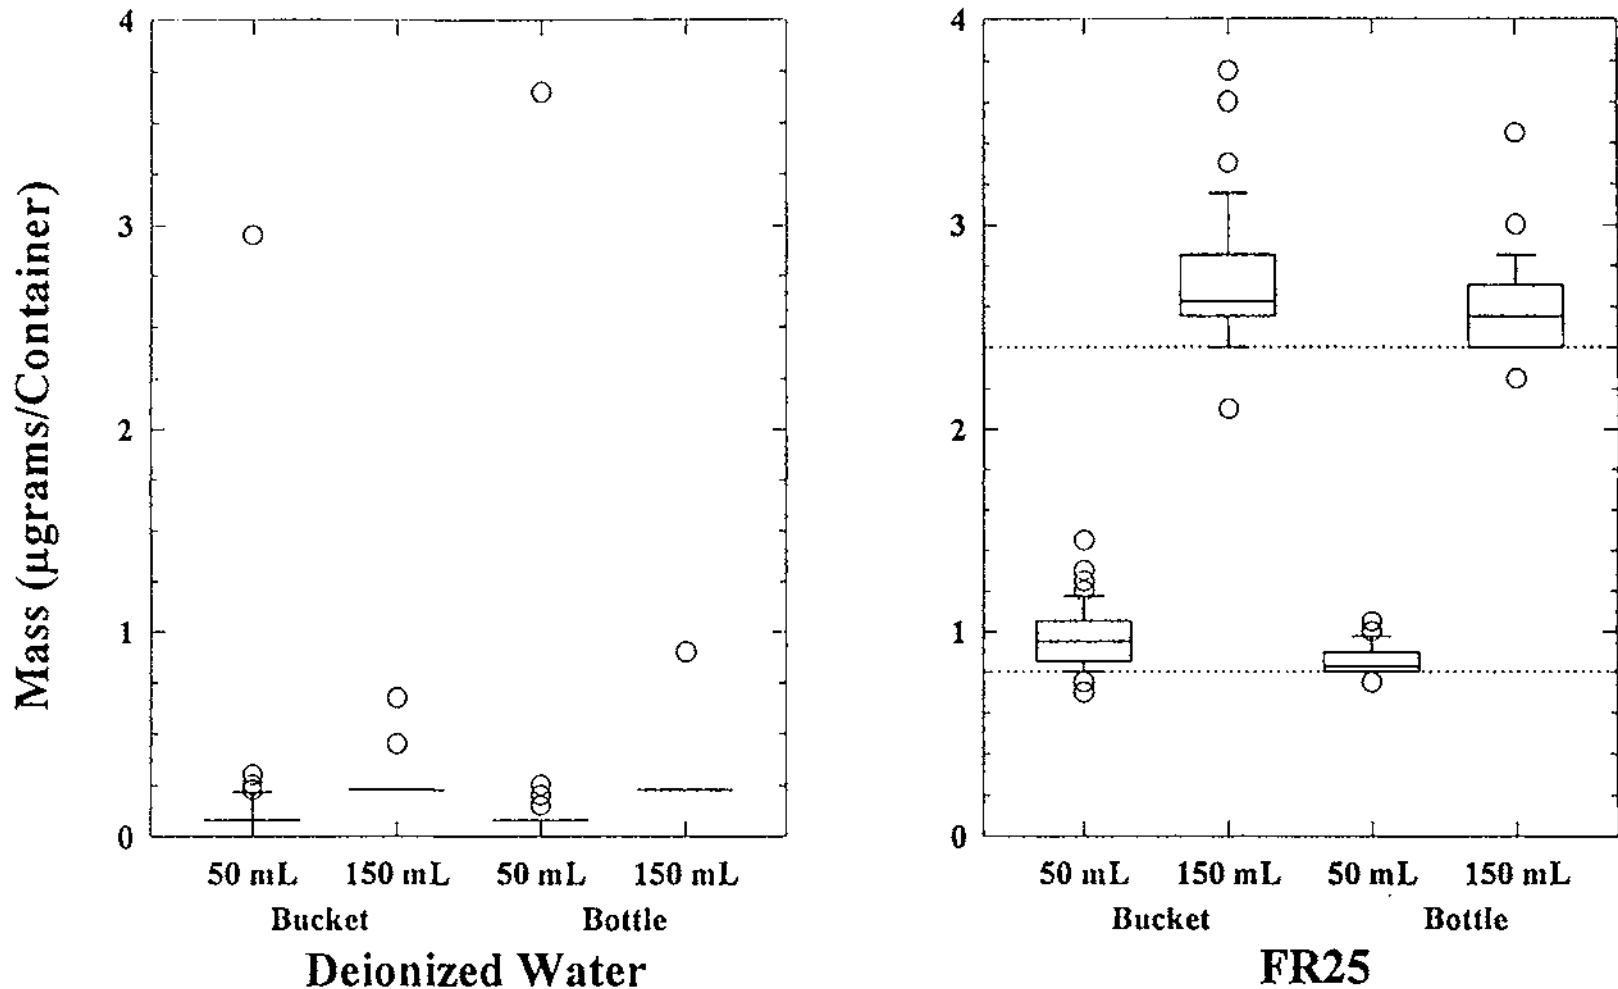 Mass (µgrams/Container)
4
3
2
1
0
50 mL 150 mL 50 mL 150 mL
Bucket Bottle
Deionized Water
4
3
2
1
0
50 mL 150 mL 50 mL 150 mL
Bucket Bottle
FR25